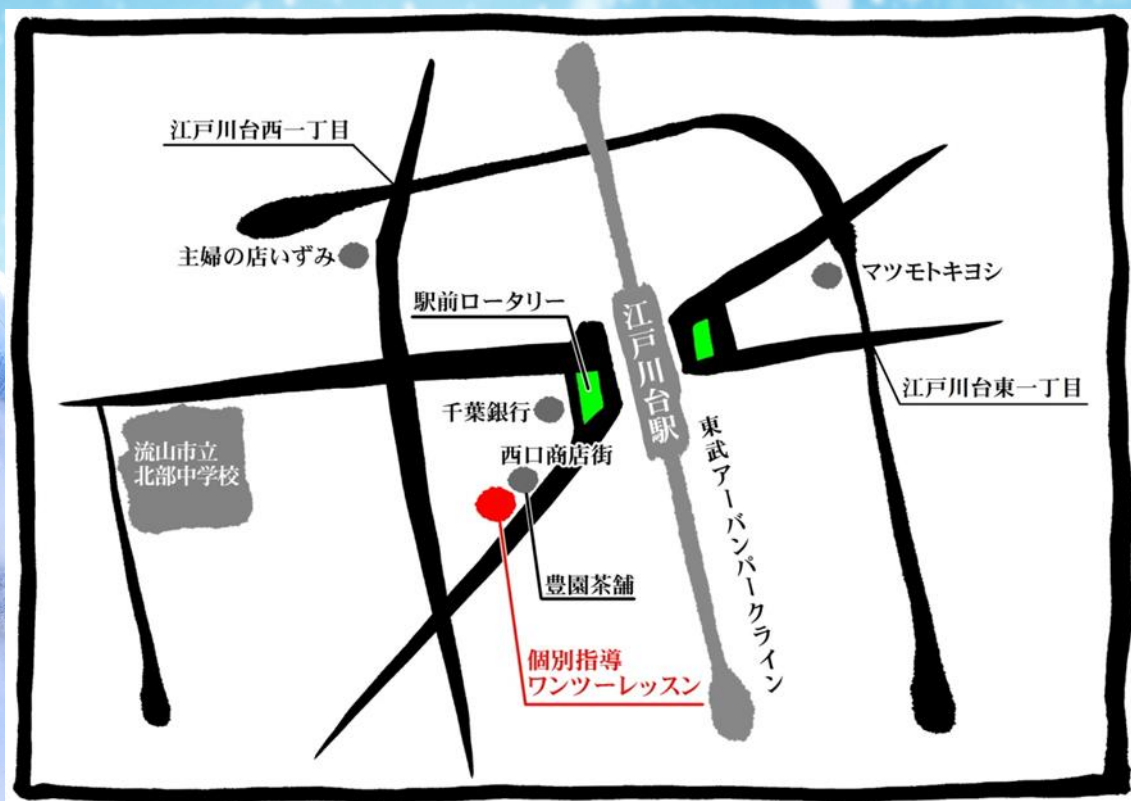 江戸川台西一丁目
主婦の店いずみ
マツモトキヨシ
駅前ロータリー
江戸川台駅
江戸川台東一丁目
千葉銀行
東武アーバンパークライン
流山市立
北部中学校
西口商店街
豊園茶舗
個別指導
ワンツーレッスン